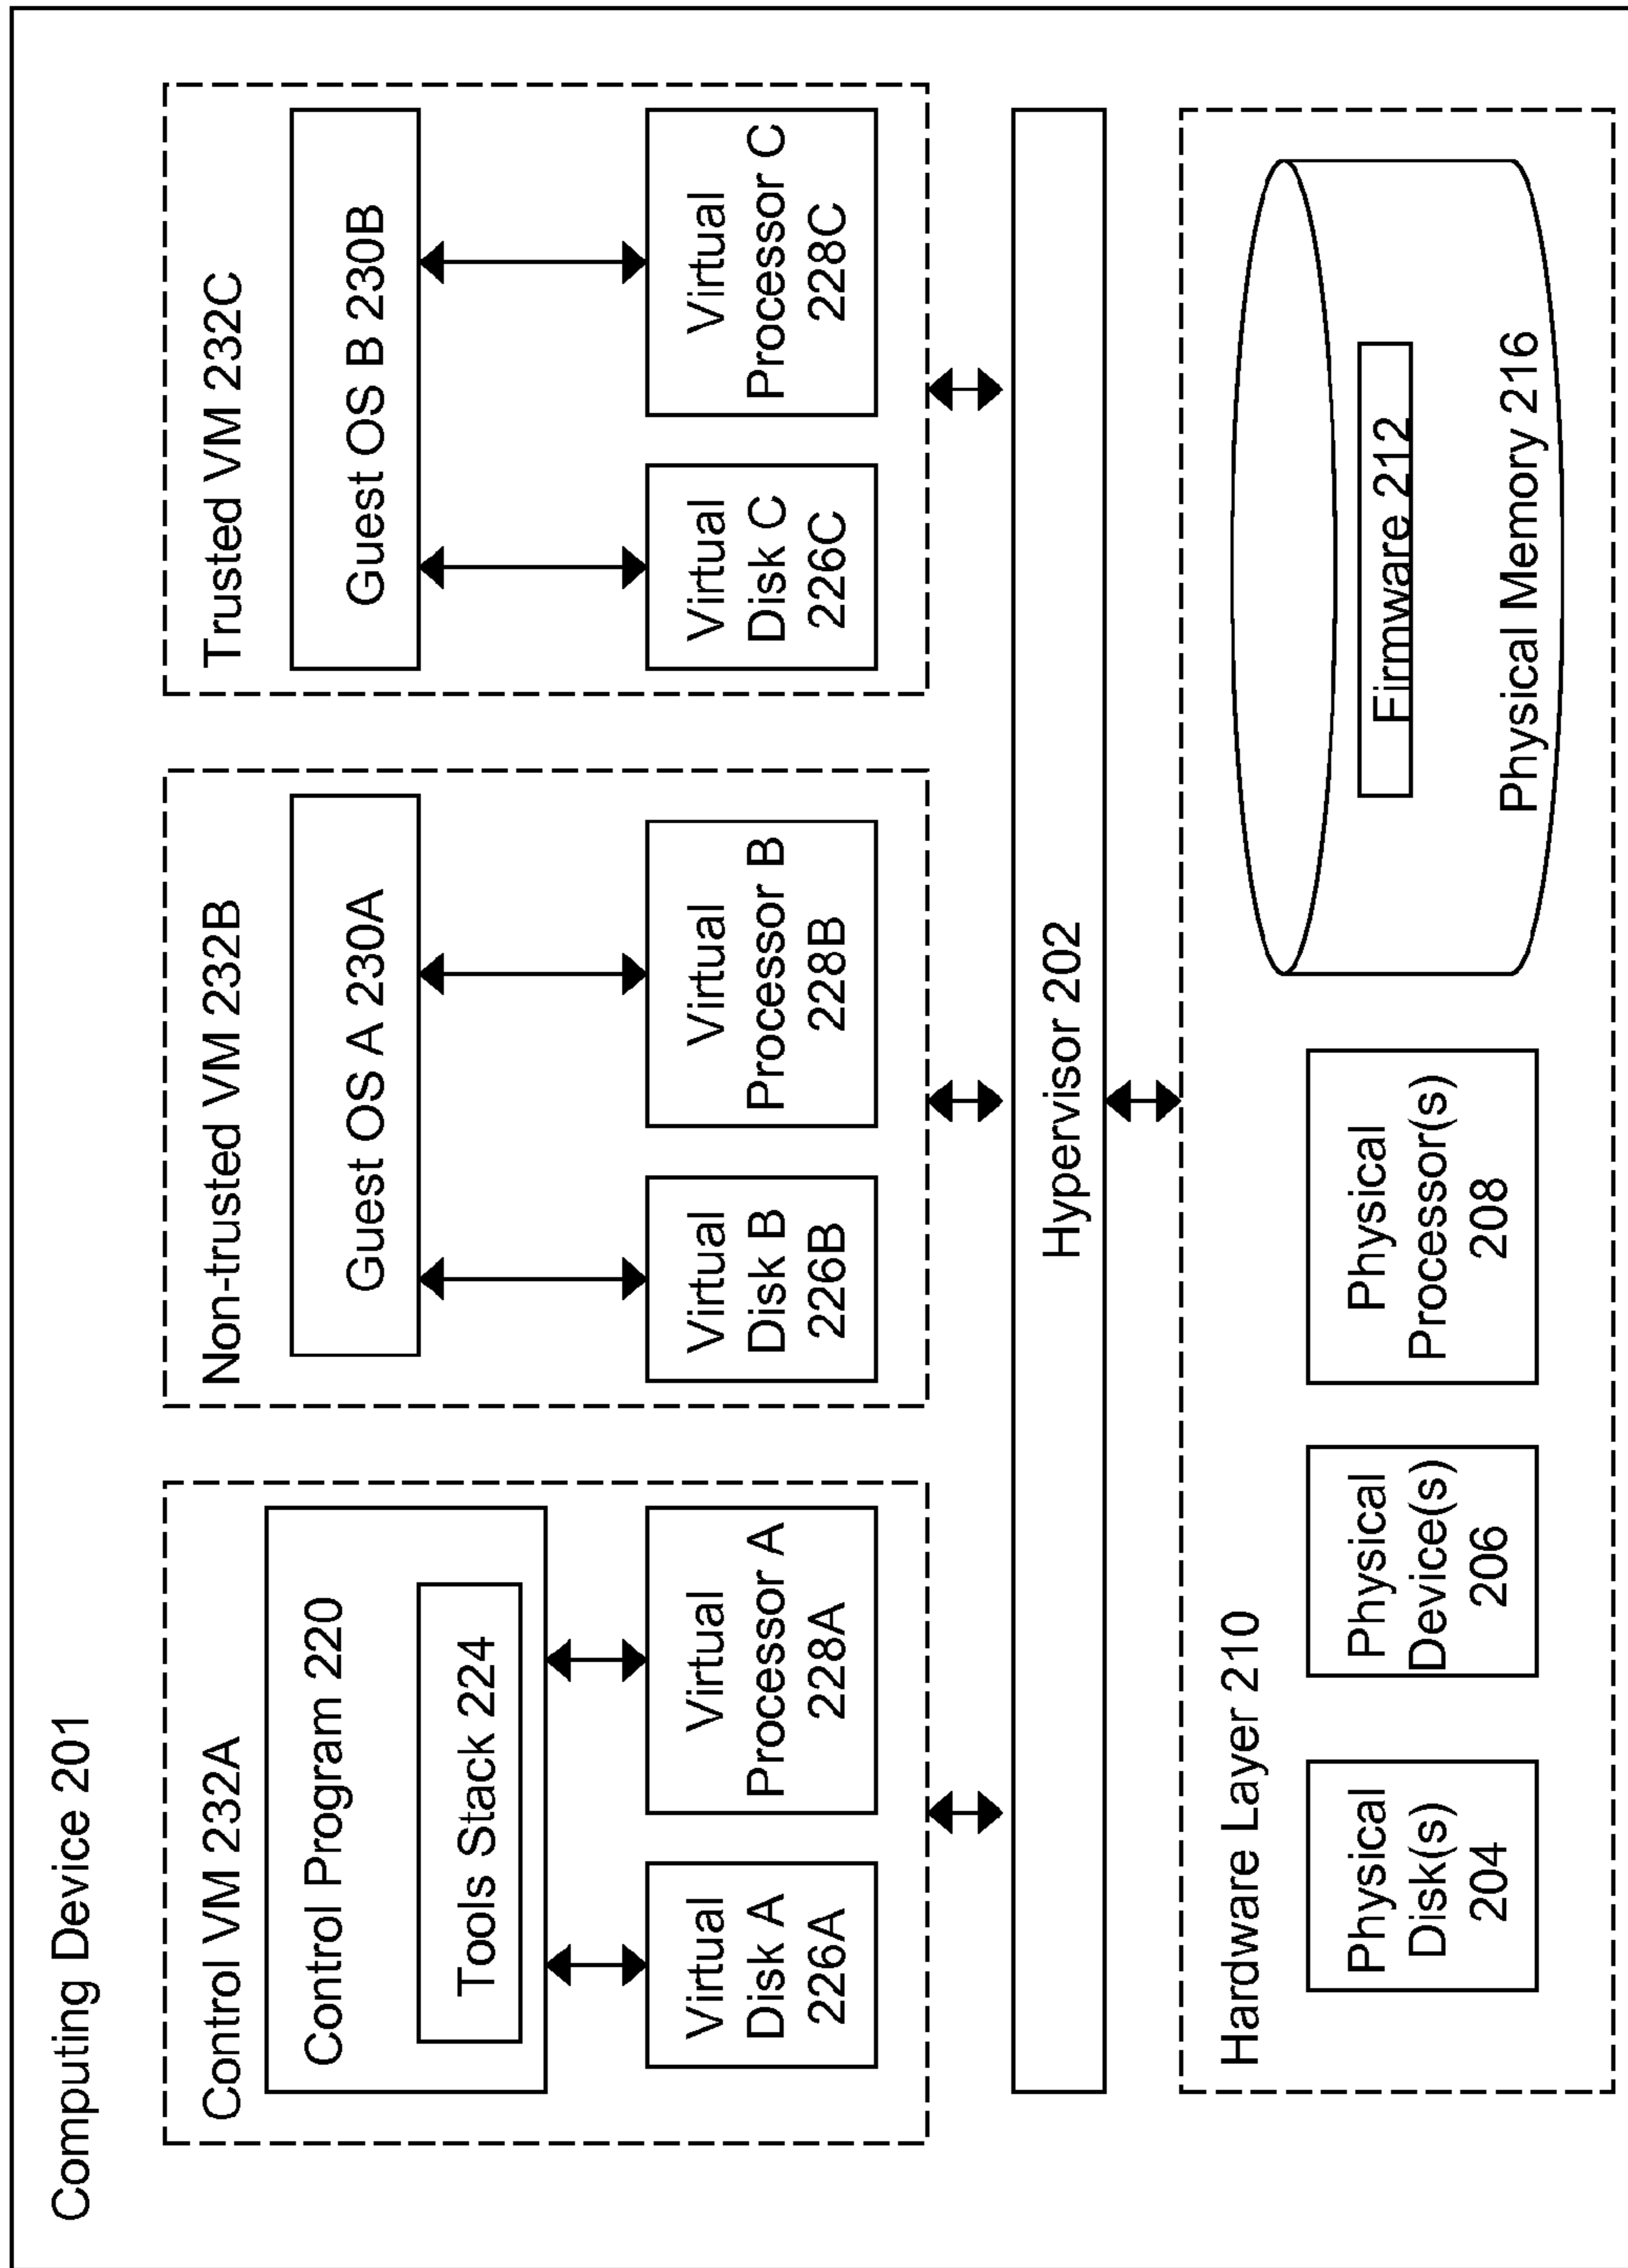 Computing Device 201
Control VM 232A
Control Program 220
Tools Stack 224
Virtual
Disk A
226A
Virtual
Processor A
228A
Non-trusted VM 232B
Guest OS A 230A
Virtual
Disk B
226B
Virtual
Processor B
228B
Trusted VM 232C
Guest OS B 230B
Virtual
Disk C
226C
Virtual
Processor C
228C
Hypervisor 202
Hardware Layer 210
Physical
Disk(s)
204
Physical
Device(s)
206
Physical
Processor(s)
208
Firmware 212
Physical Memory 216